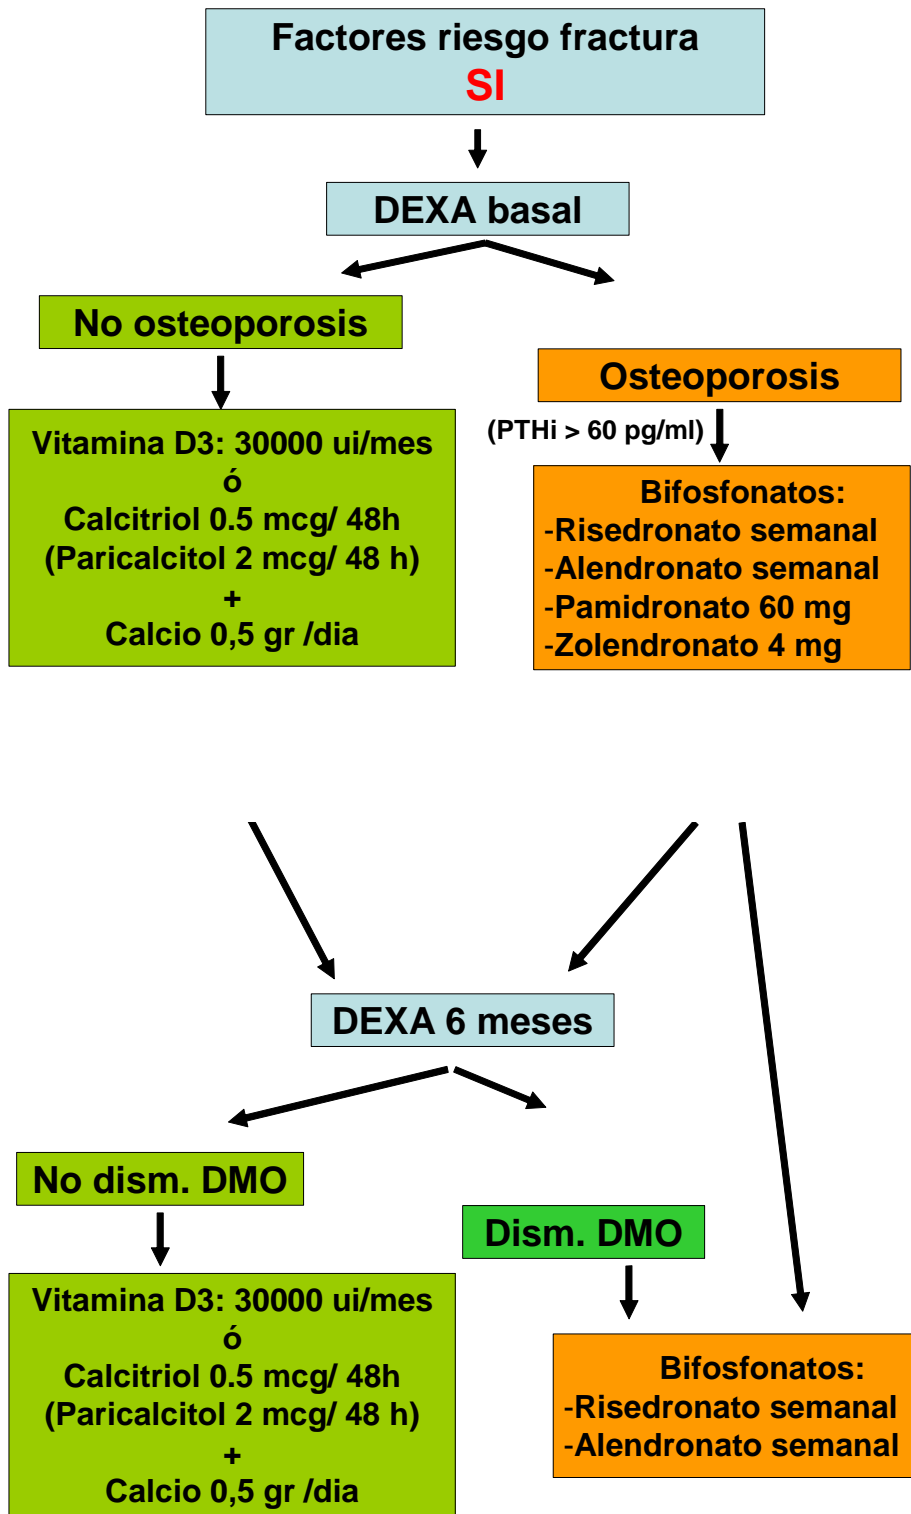 Factores riesgo fractura
SI
DEXA basal
No osteoporosis
Vitamina D3: 30000 ui/mes
ó
Calcitriol 0.5 mcg/ 48h
(Paricalcitol 2 mcg/ 48 h)
+
Calcio 0,5 gr /dia
Osteoporosis
(PTHi > 60 pg/ml)
Bifosfonatos:
-Risedronato semanal
-Alendronato semanal
-Pamidronato 60 mg
-Zolendronato 4 mg
DEXA 6 meses
No dism. DMO
Vitamina D3: 30000 ui/mes
ó
Calcitriol 0.5 mcg/ 48h
(Paricalcitol 2 mcg/ 48 h)
+
Calcio 0,5 gr /dia
Dism. DMO
Bifosfonatos:
-Risedronato semanal
-Alendronato semanal